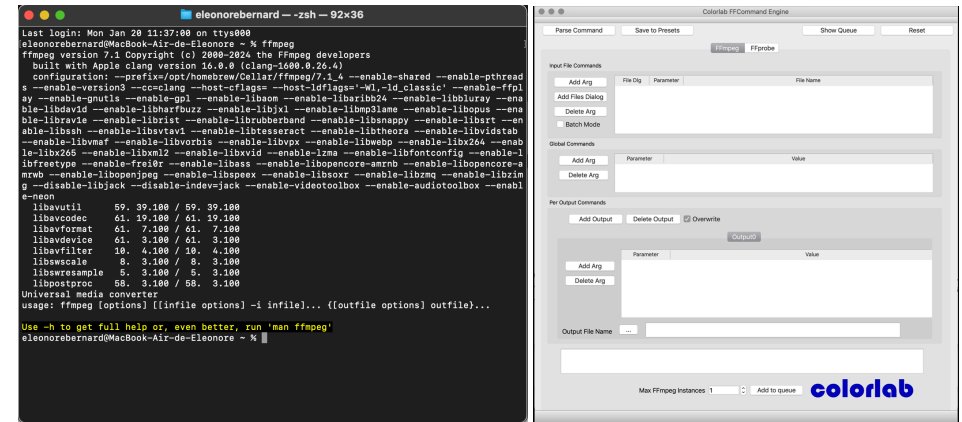 eleonorebernard — -zsh — 92×36
Last login: Mon Jan 20 11:37:00 on ttys000
[eleonorebernard@MacBook-Air-de-Eleonore ~ % ffmpeg ]
ffmpeg version 7.1 Copyright (c) 2000-2024 the FFmpeg developers
built with Apple clang version 16.0.0 (clang-1600.0.26.4)
configuration: --prefix=/opt/homebrew/Cellar/ffmpeg/7.1_4 --enable-shared --enable-pthread
s --enable-version3 --cc=clang --host-cflags= --host-ldflags='-Wl,-ld_classic' --enable-ffpl
ay --enable-gnutls --enable-gpl --enable-libaom --enable-libaribb24 --enable-libbluray --ena
ble-libdav1d --enable-libharfbuzz --enable-libjxl --enable-libmp3lame --enable-libopus --ena
ble-librav1e --enable-librist --enable-librubberband --enable-libsnappy --enable-libsrt --en
able-libssh --enable-libsvtav1 --enable-libtesseract --enable-libtheora --enable-libvidstab
--enable-libvmaf --enable-libvorbis --enable-libvpx --enable-libwebp --enable-libx264 --enab
le-libx265 --enable-libxml2 --enable-libxvid --enable-lzma --enable-libfontconfig --enable-l
ibfreetype --enable-frei0r --enable-libass --enable-libopencore-amrnb --enable-libopencore-a
mrwb --enable-libopenjpeg --enable-libspeex --enable-libsoxr --enable-libzmq --enable-libzim
g --disable-libjack --disable-indev=jack --enable-videotoolbox --enable-audiotoolbox --enabl
e-neon
libavutil 59. 39.100 / 59. 39.100
libavcodec 61. 19.100 / 61. 19.100
libavformat 61. 7.100 / 61. 7.100
libavdevice 61. 3.100 / 61. 3.100
libavfilter 10. 4.100 / 10. 4.100
libswscale 8. 3.100 / 8. 3.100
libswresample 5. 3.100 / 5. 3.100
libpostproc 58. 3.100 / 58. 3.100
Universal media converter
usage: ffmpeg [options] [[infile options] -i infile]... {[outfile options] outfile}...
Use -h to get full help or, even better, run 'man ffmpeg'
eleonorebernard@MacBook-Air-de-Eleonore ~ %
Colorlab FFCommand Engine
Parse Command Save to Presets Show Queue Reset
FFmpeg FFprobe
Input File Commands
Add Arg File Dlg Parameter File Name
Add Files Dialog
Delete Arg
Batch Mode
Global Commands
Add Arg Parameter Value
Delete Arg
Per Output Commands
Add Output Delete Output Overwrite
Output0
Parameter Value
Add Arg
Delete Arg
Output File Name ...
Max FFmpeg Instances 1 Add to queue colorlab